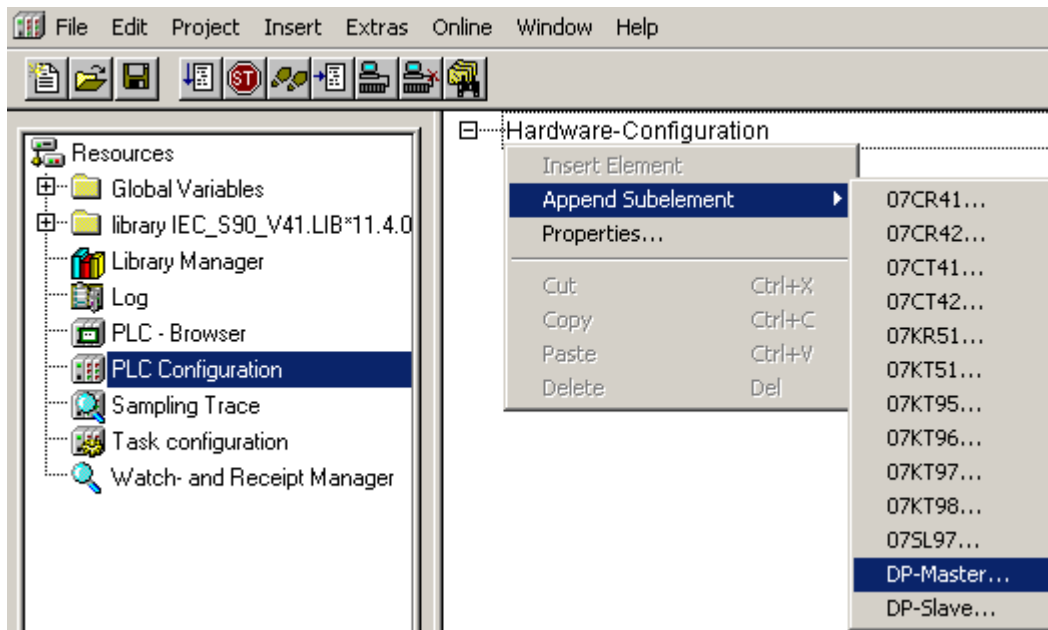 File Edit Project Insert Extras Online Window Help
ST
Resources
Global Variables
library IEC_S90_V41.LIB*11.4.0
Library Manager
Log
PLC - Browser
PLC Configuration
Sampling Trace
Task configuration
Watch- and Receipt Manager
Hardware-Configuration
Insert Element
Append Subelement
Properties...
Cut Ctrl+X
Copy Ctrl+C
Paste Ctrl+V
Delete Del
07CR41...
07CR42...
07CT41...
07CT42...
07KR51...
07KT51...
07KT95...
07KT96...
07KT97...
07KT98...
07SL97...
DP-Master...
DP-Slave...